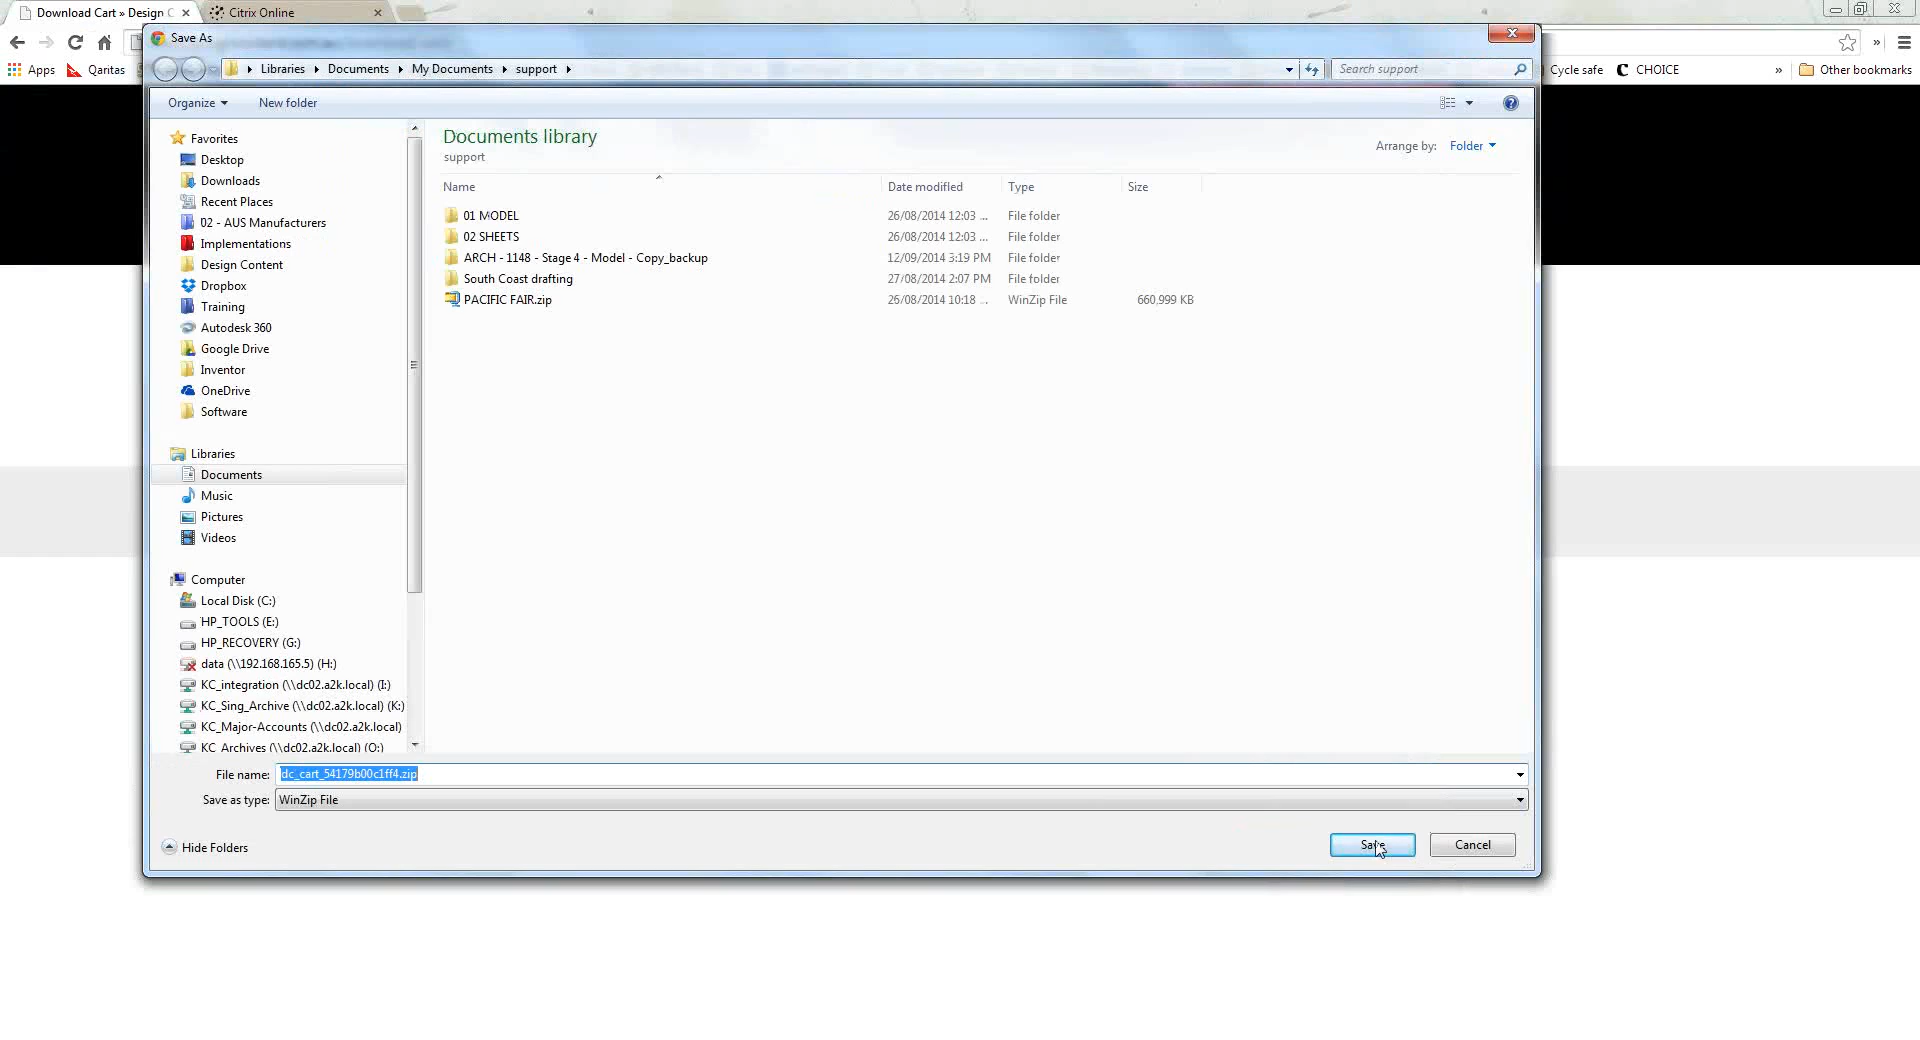 Download Cart » Design C
Citrix Online
Save As
Libraries Documents My Documents support
Search support
Apps Qantas
Cycle safe CHOICE » Other bookmarks
Organize New folder
Documents library
support
Arrange by: Folder
Name Date modified Type Size
01 MODEL 26/08/2014 12:03 ... File folder
02 SHEETS 26/08/2014 12:03 ... File folder
ARCH - 1148 - Stage 4 - Model - Copy_backup 12/09/2014 3:19 PM File folder
South Coast drafting 27/08/2014 2:07 PM File folder
PACIFIC FAIR.zip 26/08/2014 10:18 ... WinZip File 660,999 KB
Favorites
Desktop
Downloads
Recent Places
02 - AUS Manufacturers
Implementations
Design Content
Dropbox
Training
Autodesk 360
Google Drive
Inventor
OneDrive
Software
Libraries
Documents
Music
Pictures
Videos
Computer
Local Disk (C:)
HP_TOOLS (E:)
HP_RECOVERY (G:)
data (\\192.168.165.5) (H:)
KC_integration (\\dc02.a2k.local) (I:)
KC_Sing_Archive (\\dc02.a2k.local) (K:)
KC_Major-Accounts (\\dc02.a2k.local)
KC_Archives (\\dc02.a2k.local) (O:)
File name: dc_cart_54179b00c1ff4.zip
Save as type: WinZip File
Hide Folders
Save Cancel